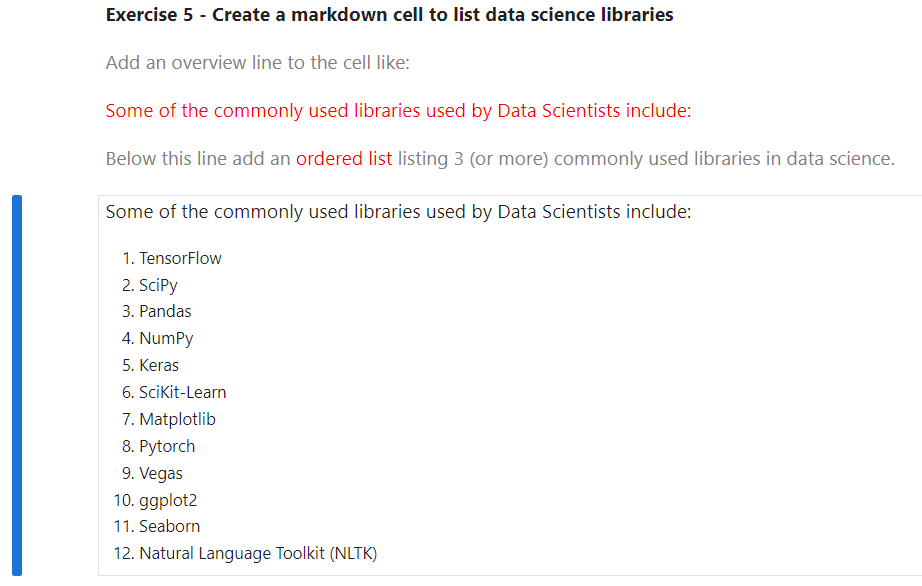 Exercise 5 - Create a markdown cell to list data science libraries
Add an overview line to the cell like:
Some of the commonly used libraries used by Data Scientists include:
Below this line add an ordered list listing 3 (or more) commonly used libraries in data science.
Some of the commonly used libraries used by Data Scientists include:
1. TensorFlow
2. SciPy
3. Pandas
4. NumPy
5. Keras
6. SciKit-Learn
7. Matplotlib
8. Pytorch
9. Vegas
10. ggplot2
11. Seaborn
12. Natural Language Toolkit (NLTK)